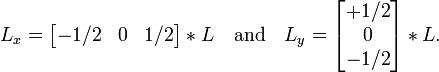 L_x = [−1/2 0 1/2] * L and L_y = [+1/2; 0; −1/2] * L.